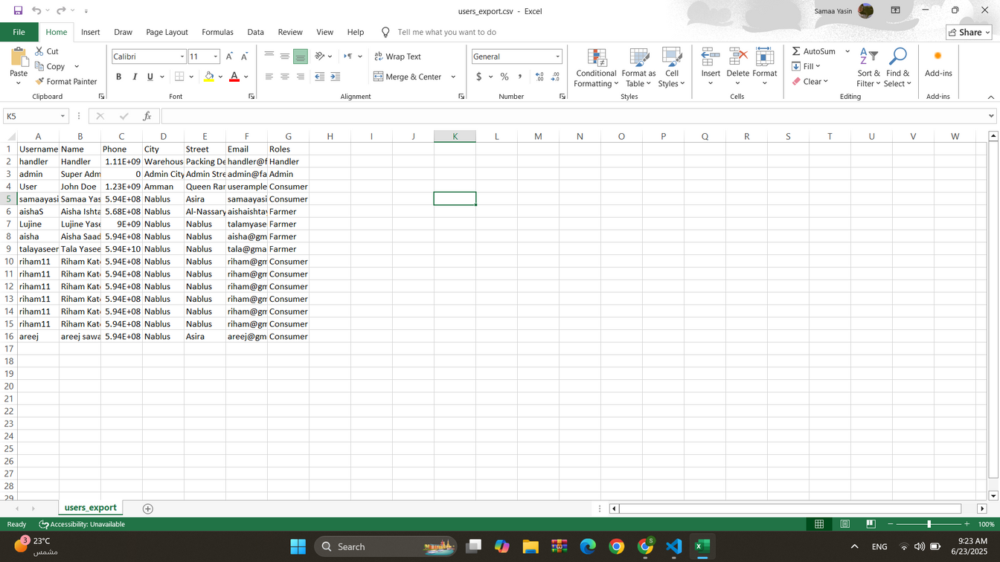 users_export.csv - Excel
Samaa Yasin
File Home Insert Draw Page Layout Formulas Data Review View Help Tell me what you want to do Share
Paste
Cut
Copy
Format Painter
Clipboard
Calibri 11
B I U
Font
Wrap Text
Merge & Center
Alignment
General
$ %
Number
Conditional Formatting
Format as Table
Cell Styles
Styles
Insert Delete Format
Cells
AutoSum
Fill
Clear
Sort & Filter
Find & Select
Editing
Add-ins
Add-ins
K5 fx
A B C D E F G H I J K L M N O P Q R S T U V W
1 Username Name Phone City Street Email Roles
2 handler Handler 1.11E+09 Warehous Packing De handler@f Handler
3 admin Super Adm 0 Admin City Admin Stre admin@fa Admin
4 User John Doe 1.23E+09 Amman Queen Ran userample Consumer
5 samaayasi Samaa Yas 5.94E+08 Nablus Asira samaayasi Consumer
6 aishaS Aisha Ishta 5.68E+08 Nablus Al-Nassary aishaishtay Farmer
7 Lujine Lujine Yase 9E+09 Nablus Nablus talamyase Farmer
8 aisha Aisha Saad 5.94E+08 Nablus Nablus aisha@gm Farmer
9 talayaseer Tala Yasee 5.94E+10 Nablus Nablus tala@gma Farmer
10 riham11 Riham Kat 5.94E+08 Nablus Nablus riham@gm Consumer
11 riham11 Riham Kat 5.94E+08 Nablus Nablus riham@gm Consumer
12 riham11 Riham Kat 5.94E+08 Nablus Nablus riham@gm Consumer
13 riham11 Riham Kat 5.94E+08 Nablus Nablus riham@gm Consumer
14 riham11 Riham Kat 5.94E+08 Nablus Nablus riham@gm Consumer
15 riham11 Riham Kat 5.94E+08 Nablus Nablus riham@gm Consumer
16 areej areej sawa 5.94E+08 Nablus Asira areej@gm Consumer
17
18
19
20
21
22
23
24
25
26
27
28
29
users_export
Ready Accessibility: Unavailable 100%
3 23°C
مشمس
Search
ENG
9:23 AM
6/23/2025